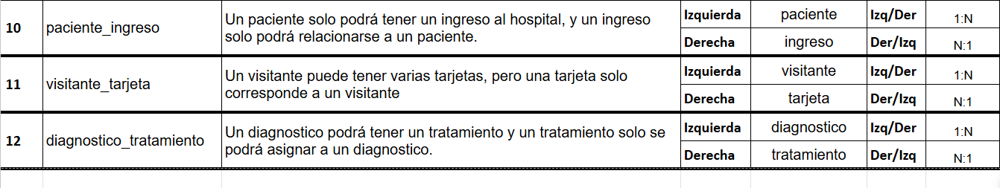 10
paciente_ingreso
Un paciente solo podrá tener un ingreso al hospital, y un ingreso
solo podrá relacionarse a un paciente.
Izquierda paciente Izq/Der 1:N
Derecha ingreso Der/Izq N:1
11
visitante_tarjeta
Un visitante puede tener varias tarjetas, pero una tarjeta solo
corresponde a un visitante
Izquierda visitante Izq/Der 1:N
Derecha tarjeta Der/Izq N:1
12
diagnostico_tratamiento
Un diagnostico podrá tener un tratamiento y un tratamiento solo se
podrá asignar a un diagnostico.
Izquierda diagnostico Izq/Der 1:N
Derecha tratamiento Der/Izq N:1